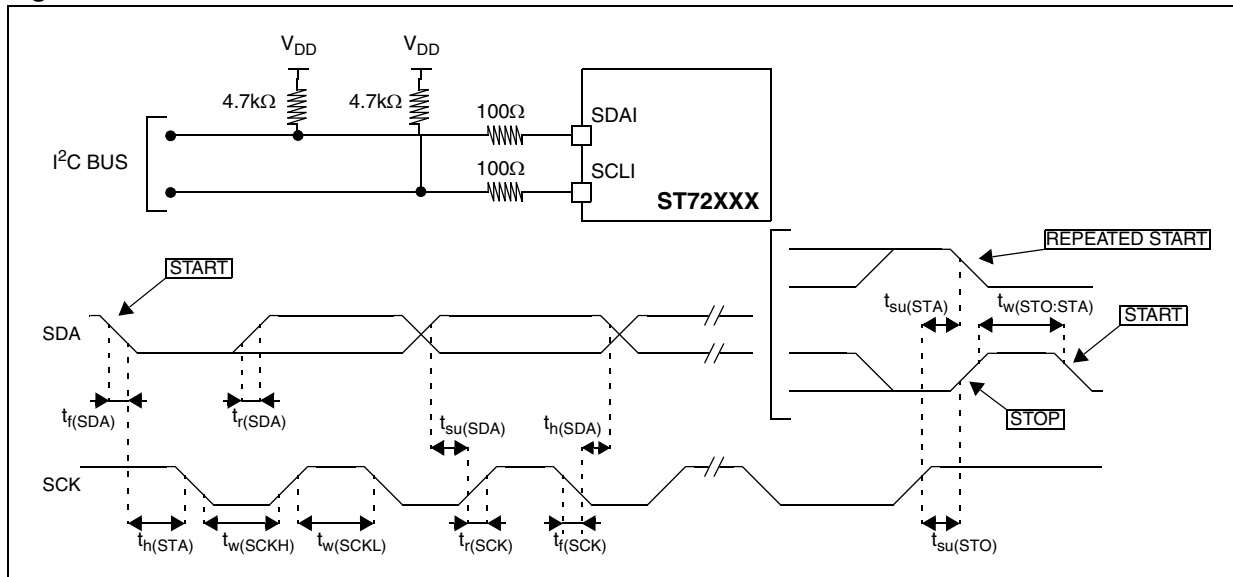 V_DD V_DD
4.7kΩ 4.7kΩ
100Ω SDAI
I²C BUS
100Ω SCLI
ST72XXX
REPEATED START
START
t_su(STA) t_w(STO:STA) START
SDA
t_f(SDA) t_r(SDA) t_su(SDA) t_h(SDA)
STOP
SCK
t_h(STA) t_w(SCKH) t_w(SCKL) t_r(SCK) t_f(SCK) t_su(STO)